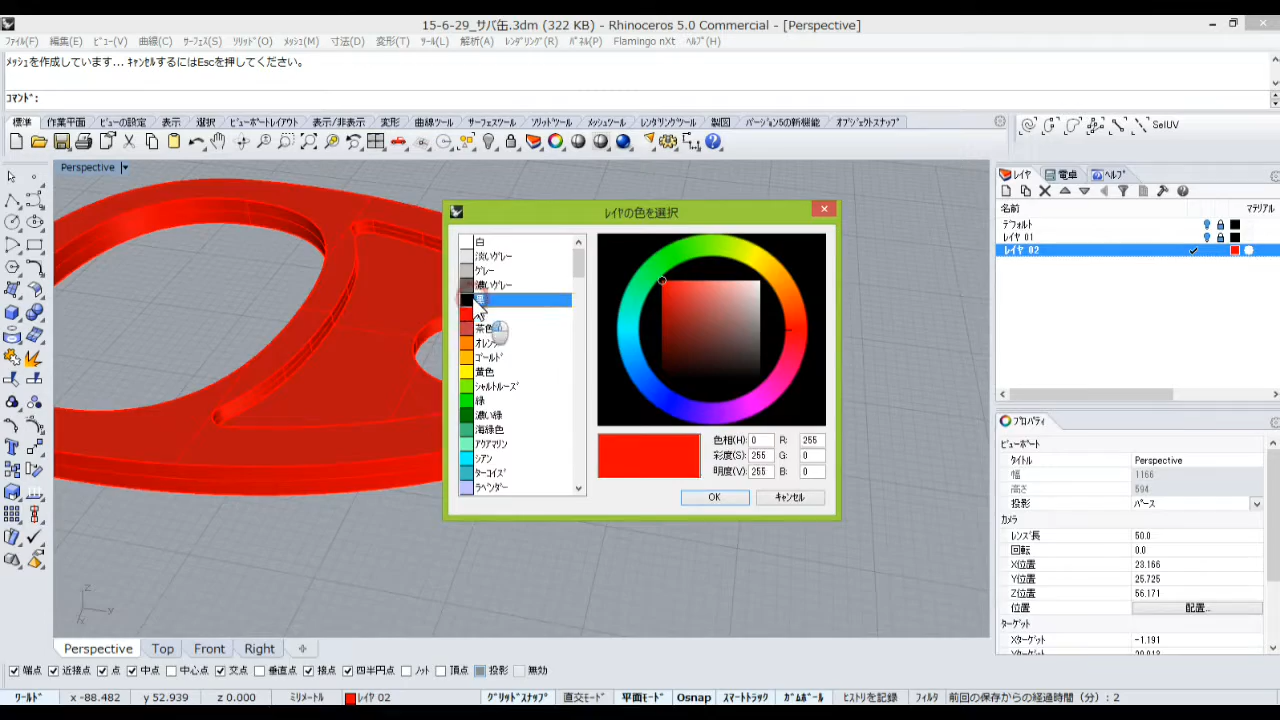 15-6-29_サバ缶.3dm (322 KB) - Rhinoceros 5.0 Commercial - [Perspective]
ファイル(F) 編集(E) ビュー(V) 曲線(C) サーフェス(S) ソリッド(O) メッシュ(M) 寸法(D) 変形(T) ツール(L) 解析(A) レンダリング(R) パネル(P) Flamingo nXt ヘルプ(H)
メッシュを作成しています... キャンセルするにはEscを押してください。
コマンド:
標準 作業平面 ビューの設定 表示 選択 ビューポートレイアウト 表示/非表示 変形 曲線ツール サーフェスツール ソリッドツール メッシュツール レンダリングツール 製図 バージョン5の新機能 オブジェクトスナップ
SelUV
Perspective
レイヤ 電卓 ヘルプ
名前 マテリアル
デフォルト
レイヤ 01
レイヤ 02
レイヤの色を選択
白
淡いグレー
グレー
濃いグレー
茶色
オレンジ
ゴールド
黄色
シャルトルーズ
緑
濃い緑
海緑色
アクアマリン
シアン
ターコイズ
ラベンダー
色相(H): 0 R: 255
彩度(S): 255 G: 0
明度(V): 255 B: 0
OK キャンセル
プロパティ
ビューポート
タイトル Perspective
幅 1166
高さ 594
投影 パース
カメラ
レンズ長 50.0
回転 0.0
X位置 23.166
Y位置 25.725
Z位置 56.171
位置 配置...
ターゲット
Xターゲット -1.191
z
y
x
Perspective Top Front Right
端点 近接点 点 中点 中心点 交点 垂直点 接点 四半円点 ノット 頂点 投影 無効
ワールド x -88.482 y 52.939 z 0.000 ミリメートル レイヤ 02 グリッドスナップ 直交モード 平面モード Osnap スマートトラック ガムボール ヒストリを記録 フィルタ 前回の保存からの経過時間 (分): 2